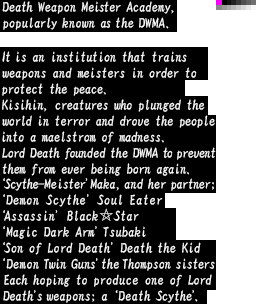 Death Weapon Meister Academy,
popularly known as the DWMA.
It is an institution that trains
weapons and meisters in order to
protect the peace.
Kisihin, creatures who plunged the
world in terror and drove the people
into a maelstrom of madness.
Lord Death founded the DWMA to prevent
them from ever being born again.
'Scythe-Meister' Maka, and her partner;
'Demon Scythe' Soul Eater
'Assassin' Black☆Star
'Magic Dark Arm' Tsubaki
'Son of Lord Death' Death the Kid
'Demon Twin Guns' the Thompson sisters
Each hoping to produce one of Lord
Death's weapons; a 'Death Scythe'.